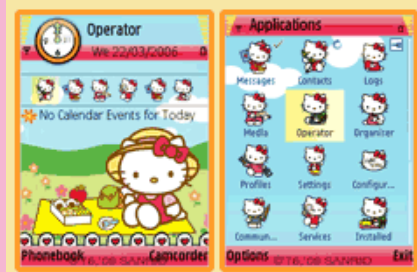 Operator
We 22/03/2006
No Calendar Events for Today
Phonebook
Camcorder
Applications
Messages Contacts Logs
Media Operator Organiser
Profiles Settings Configur...
Commun... Services Installed
Options
Exit